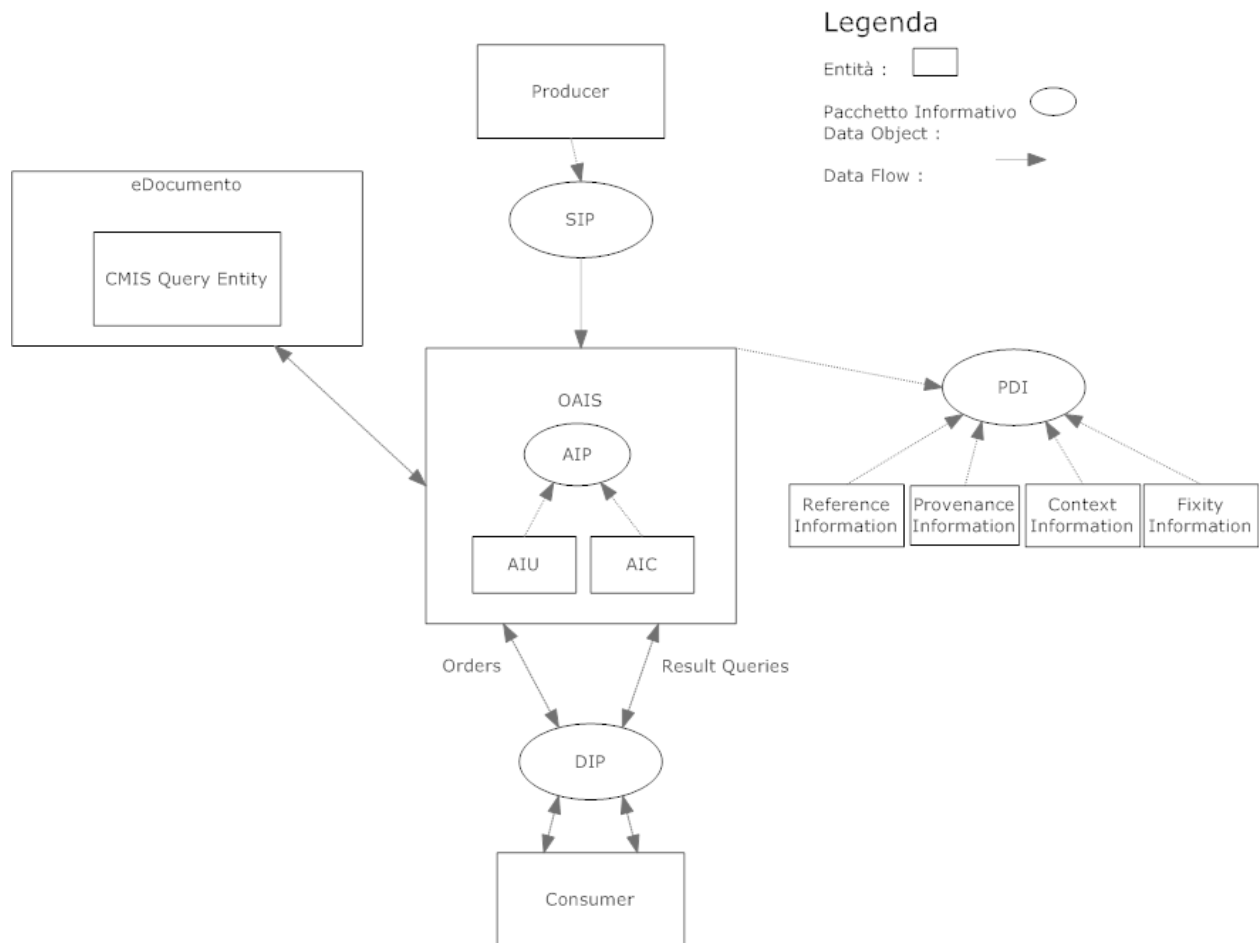 Legenda
Entità :
Pacchetto Informativo
Data Object :
Data Flow :
Producer
SIP
eDocumento
CMIS Query Entity
OAIS
AIP
AIU
AIC
PDI
Reference
Information
Provenance
Information
Context
Information
Fixity
Information
Orders
Result Queries
DIP
Consumer